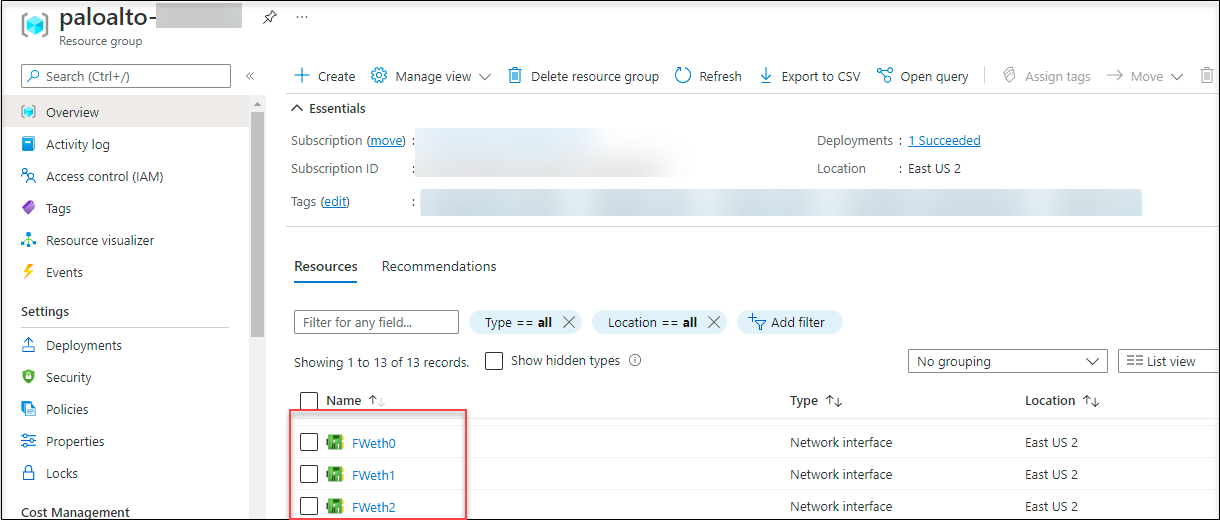 paloalto-
Resource group
Search (Ctrl+/)
Overview
Activity log
Access control (IAM)
Tags
Resource visualizer
Events
Settings
Deployments
Security
Policies
Properties
Locks
Cost Management
Create Manage view Delete resource group Refresh Export to CSV Open query Assign tags Move
Essentials
Subscription (move) : Deployments : 1 Succeeded
Subscription ID : Location : East US 2
Tags (edit) :
Resources Recommendations
Filter for any field... Type == all Location == all Add filter
Showing 1 to 13 of 13 records. Show hidden types No grouping List view
Name Type Location
FWeth0 Network interface East US 2
FWeth1 Network interface East US 2
FWeth2 Network interface East US 2